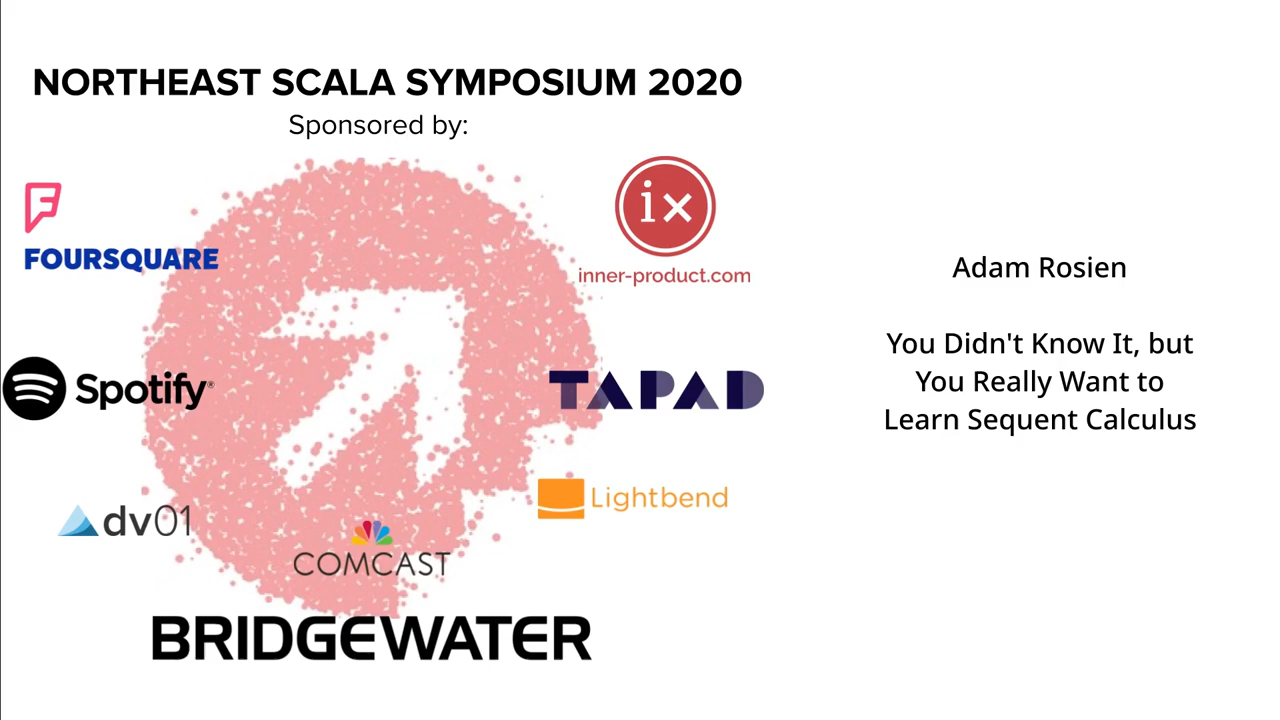 NORTHEAST SCALA SYMPOSIUM 2020
Sponsored by:
FOURSQUARE
ix
inner-product.com
Spotify®
TAPAD
Lightbend
dv01
COMCAST
BRIDGEWATER
Adam Rosien
You Didn't Know It, but
You Really Want to
Learn Sequent Calculus